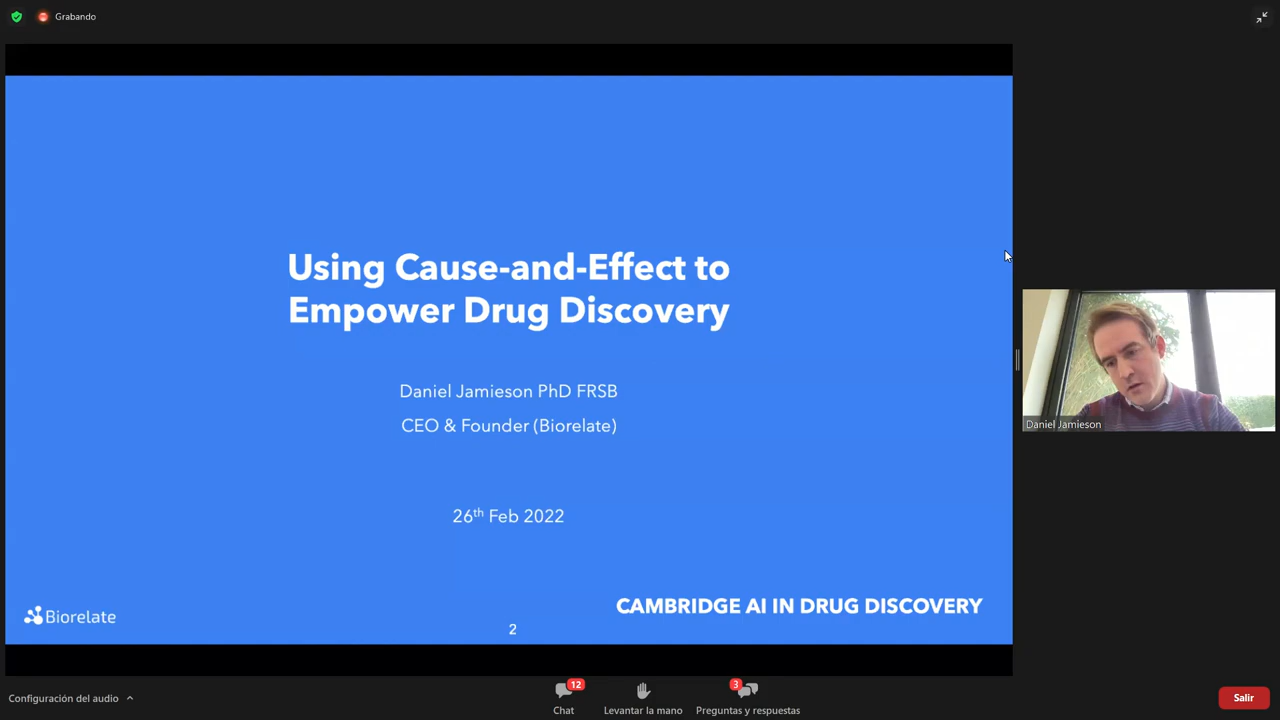 Grabando
Using Cause-and-Effect to
Empower Drug Discovery
Daniel Jamieson PhD FRSB
CEO & Founder (Biorelate)
26th Feb 2022
Biorelate
CAMBRIDGE AI IN DRUG DISCOVERY
2
Daniel Jamieson
Configuración del audio
12
Chat
Levantar la mano
3
Preguntas y respuestas
Salir